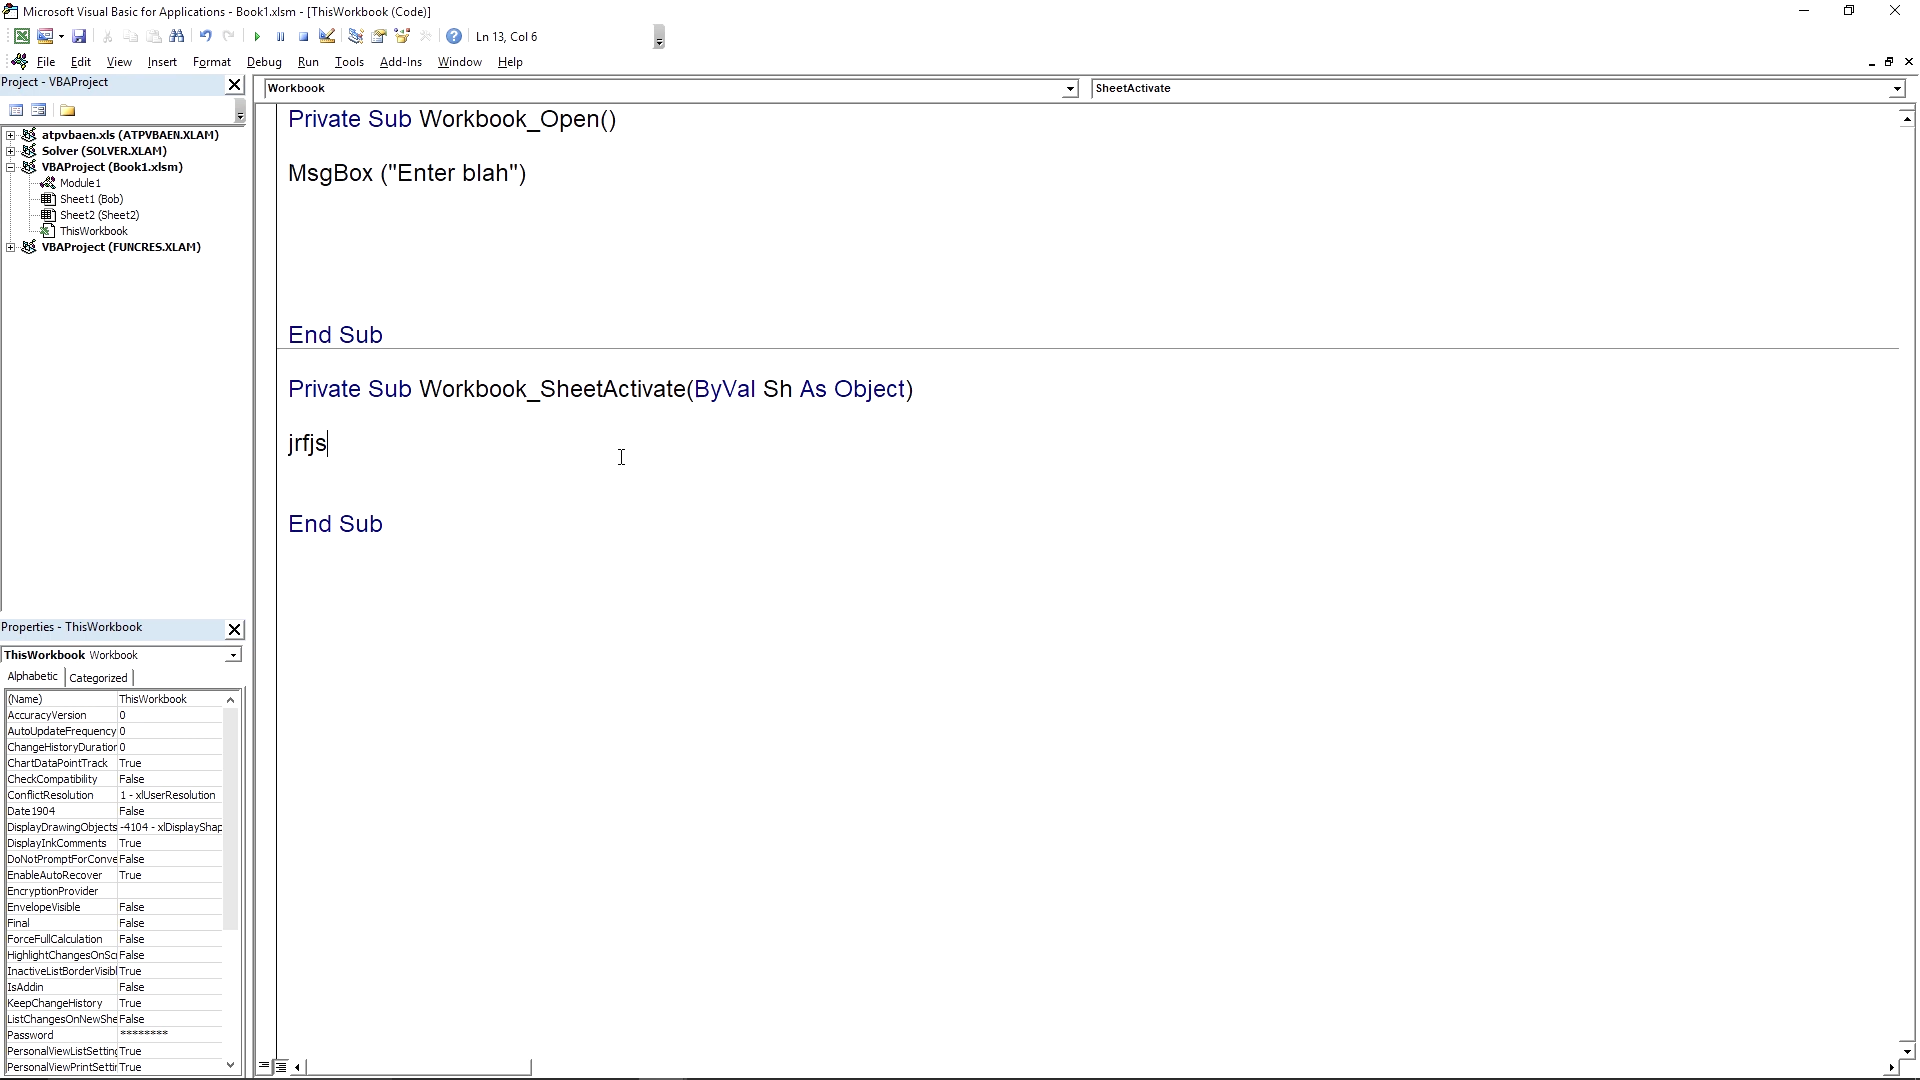 Microsoft Visual Basic for Applications - Book1.xlsm - [ThisWorkbook (Code)]
Ln 13, Col 6
File Edit View Insert Format Debug Run Tools Add-Ins Window Help
Project - VBAProject
atpvbaen.xls (ATPVBAEN.XLAM)
Solver (SOLVER.XLAM)
VBAProject (Book1.xlsm)
Module1
Sheet1 (Bob)
Sheet2 (Sheet2)
ThisWorkbook
VBAProject (FUNCRES.XLAM)
Workbook
SheetActivate
Private Sub Workbook_Open()
MsgBox ("Enter blah")
End Sub
Private Sub Workbook_SheetActivate(ByVal Sh As Object)
jrfjs
End Sub
Properties - ThisWorkbook
ThisWorkbook Workbook
Alphabetic Categorized
(Name) ThisWorkbook
AccuracyVersion 0
AutoUpdateFrequency 0
ChangeHistoryDuration 0
ChartDataPointTrack True
CheckCompatibility False
ConflictResolution 1 - xlUserResolution
Date1904 False
DisplayDrawingObjects -4104 - xlDisplayShap
DisplayInkComments True
DoNotPromptForConve False
EnableAutoRecover True
EncryptionProvider
EnvelopeVisible False
Final False
ForceFullCalculation False
HighlightChangesOnScr False
InactiveListBorderVisibl True
IsAddin False
KeepChangeHistory True
ListChangesOnNewShe False
Password ********
PersonalViewListSetting True
PersonalViewPrintSettin True